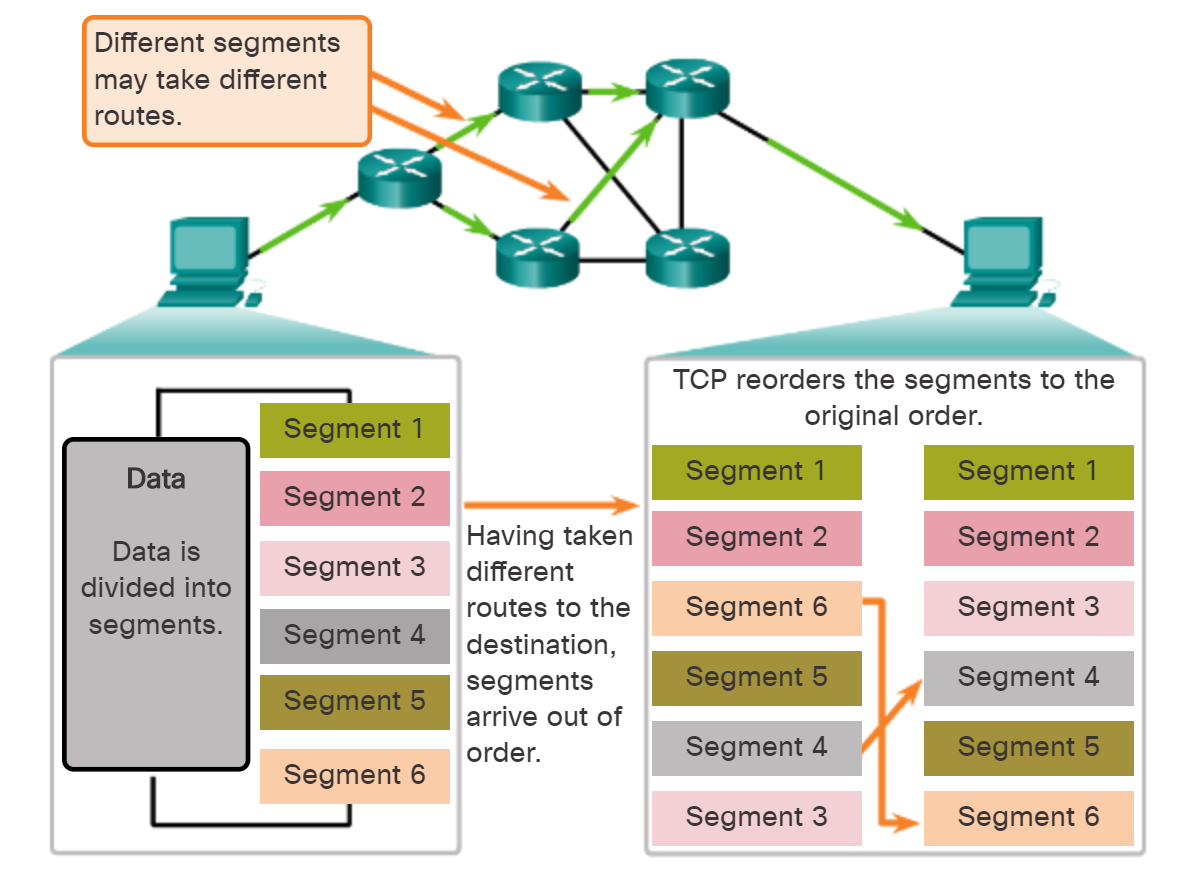 Different segments
may take different
routes.
Data
Data is
divided into
segments.
Segment 1
Segment 2
Segment 3
Segment 4
Segment 5
Segment 6
Having taken
different
routes to the
destination,
segments
arrive out of
order.
TCP reorders the segments to the
original order.
Segment 1
Segment 2
Segment 6
Segment 5
Segment 4
Segment 3
Segment 1
Segment 2
Segment 3
Segment 4
Segment 5
Segment 6